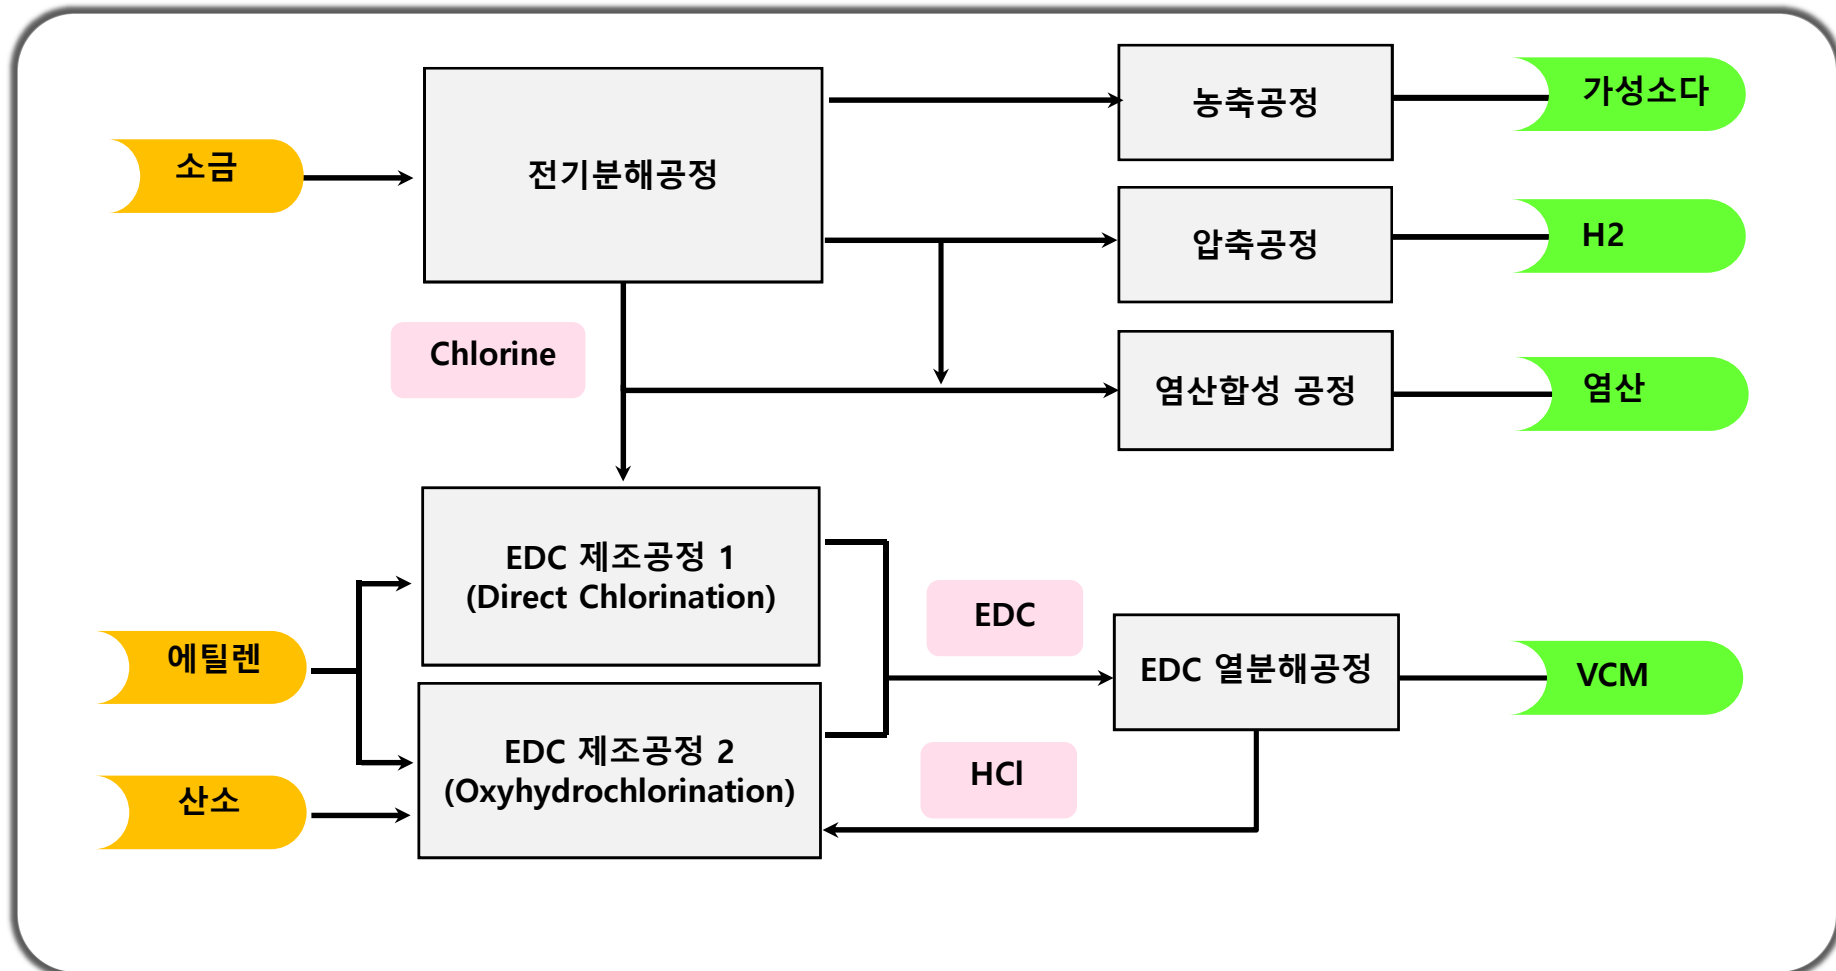 소금
전기분해공정
농축공정
가성소다
압축공정
H2
Chlorine
염산합성 공정
염산
EDC 제조공정 1
(Direct Chlorination)
에틸렌
EDC
EDC 열분해공정
VCM
EDC 제조공정 2
(Oxyhydrochlorination)
HCl
산소